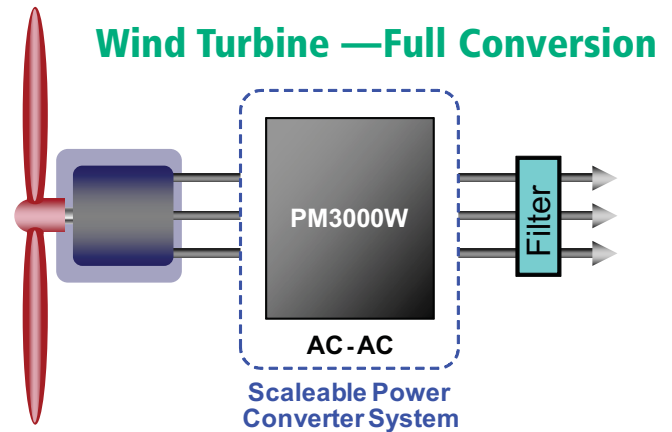 Wind Turbine —Full Conversion
PM3000W
Filter
AC-AC
Scaleable Power
Converter System